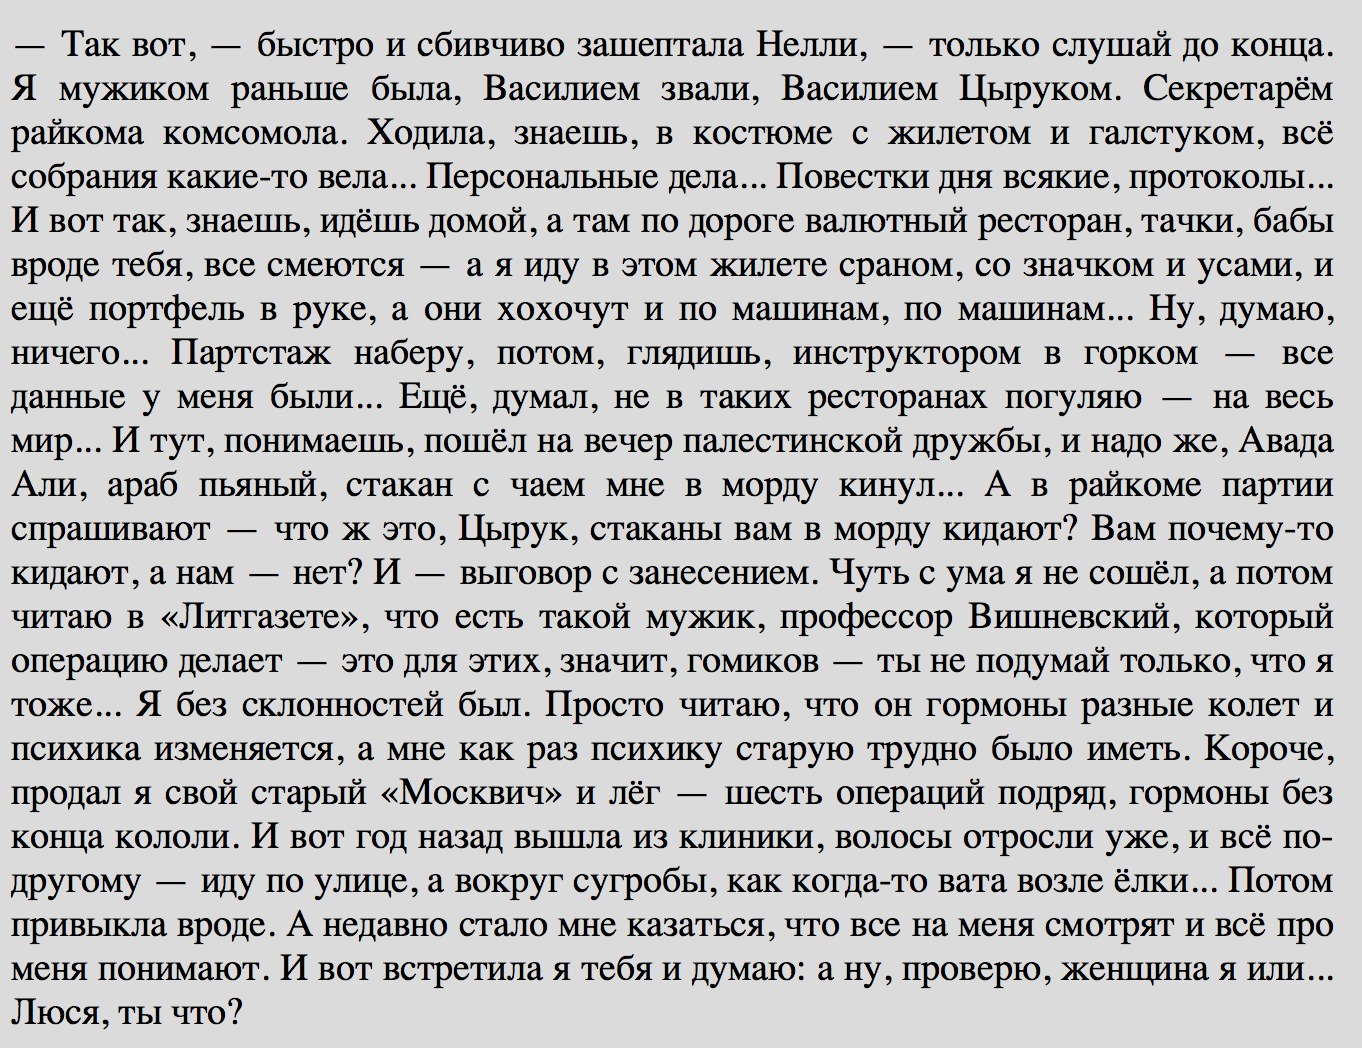 — Так вот, — быстро и сбивчиво зашептала Нелли, — только слушай до конца.
Я мужиком раньше была, Василием звали, Василием Цыруком. Секретарём
райкома комсомола. Ходила, знаешь, в костюме с жилетом и галстуком, всё
собрания какие-то вела... Персональные дела... Повестки дня всякие, протоколы...
И вот так, знаешь, идёшь домой, а там по дороге валютный ресторан, тачки, бабы
вроде тебя, все смеются — а я иду в этом жилете сраном, со значком и усами, и
ещё портфель в руке, а они хохочут и по машинам, по машинам... Ну, думаю,
ничего... Партстаж наберу, потом, глядишь, инструктором в горком — все
данные у меня были... Ещё, думал, не в таких ресторанах погуляю — на весь
мир... И тут, понимаешь, пошёл на вечер палестинской дружбы, и надо же, Авада
Али, араб пьяный, стакан с чаем мне в морду кинул... А в райкоме партии
спрашивают — что ж это, Цырук, стаканы вам в морду кидают? Вам почему-то
кидают, а нам — нет? И — выговор с занесением. Чуть с ума я не сошёл, а потом
читаю в «Литгазете», что есть такой мужик, профессор Вишневский, который
операцию делает — это для этих, значит, гомиков — ты не подумай только, что я
тоже... Я без склонностей был. Просто читаю, что он гормоны разные колет и
психика изменяется, а мне как раз психику старую трудно было иметь. Короче,
продал я свой старый «Москвич» и лёг — шесть операций подряд, гормоны без
конца кололи. И вот год назад вышла из клиники, волосы отросли уже, и всё по-
другому — иду по улице, а вокруг сугробы, как когда-то вата возле ёлки... Потом
привыкла вроде. А недавно стало мне казаться, что все на меня смотрят и всё про
меня понимают. И вот встретила я тебя и думаю: а ну, проверю, женщина я или...
Люся, ты что?